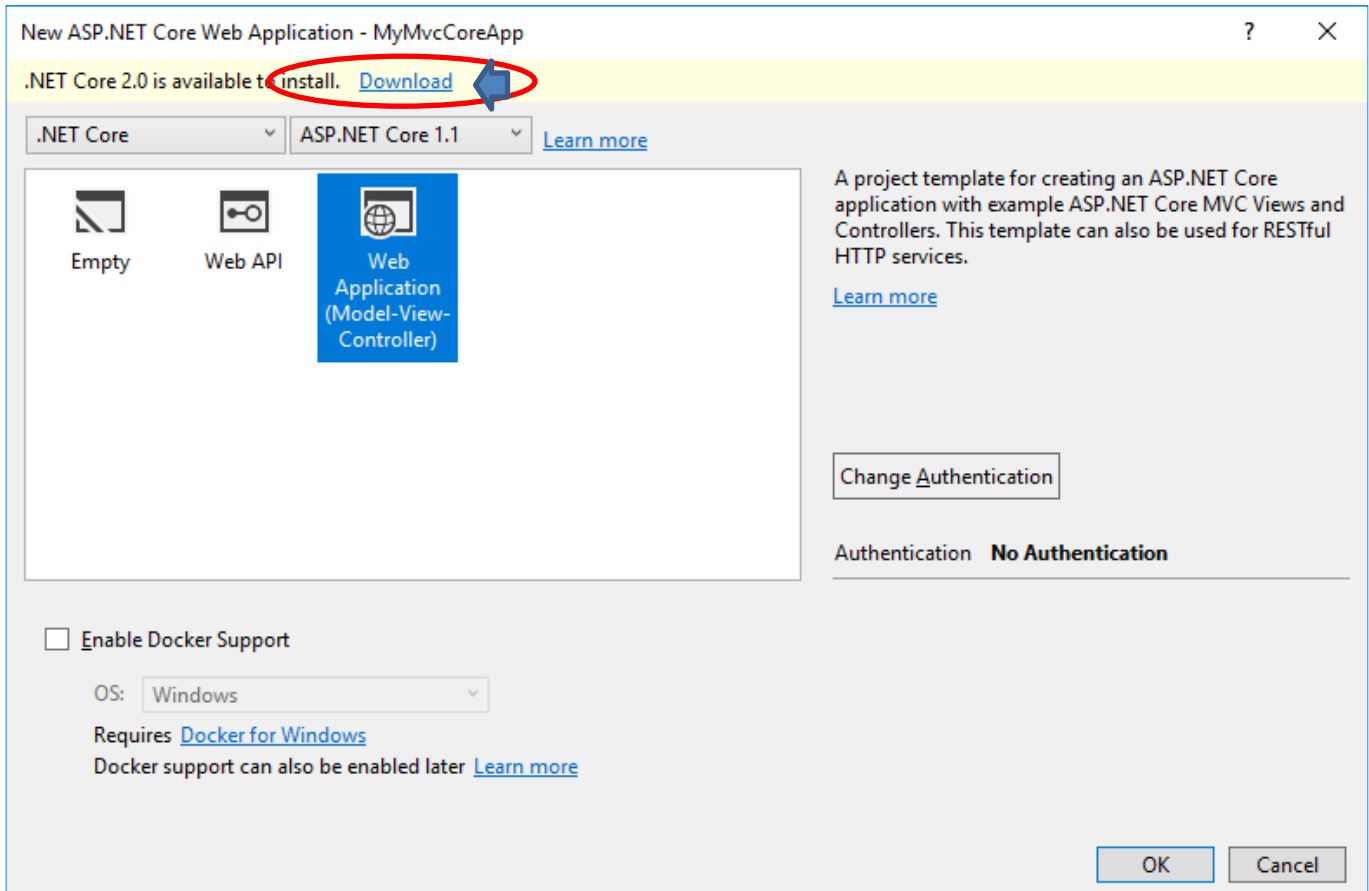 New ASP.NET Core Web Application - MyMvcCoreApp
?
.NET Core 2.0 is available to install. Download
.NET Core
ASP.NET Core 1.1
Learn more
Empty
Web API
Web
Application
(Model-View-
Controller)
A project template for creating an ASP.NET Core
application with example ASP.NET Core MVC Views and
Controllers. This template can also be used for RESTful
HTTP services.
Learn more
Change Authentication
Authentication No Authentication
Enable Docker Support
OS: Windows
Requires Docker for Windows
Docker support can also be enabled later Learn more
OK
Cancel